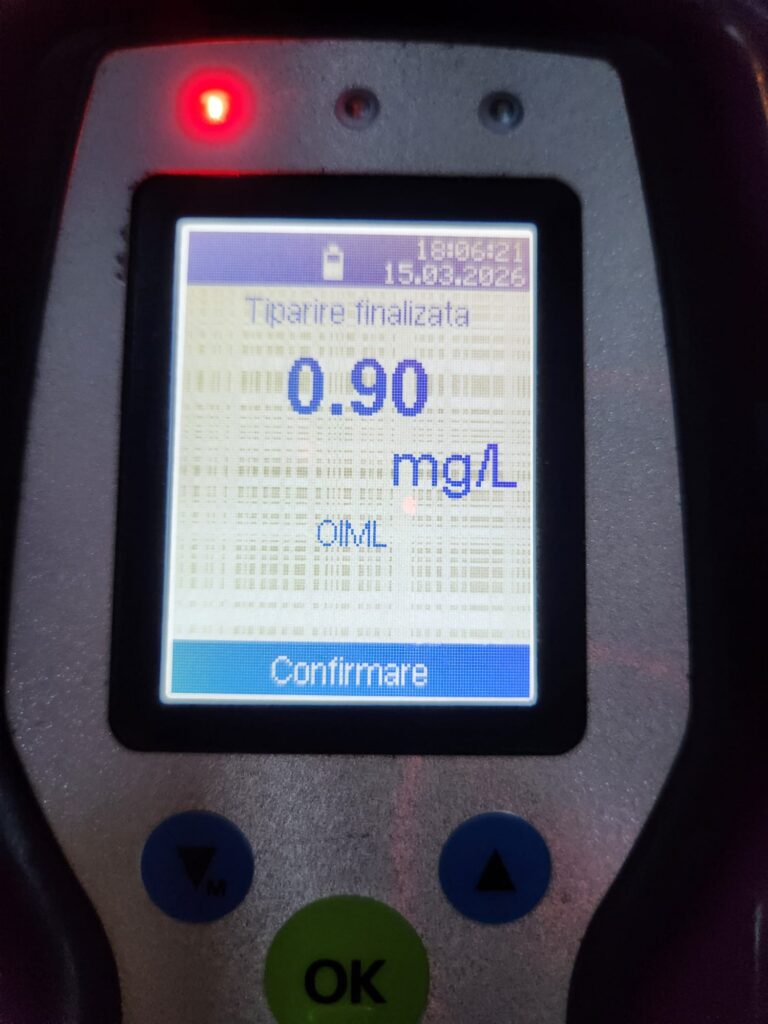 18:06:21
15.03.2026
Tiparire finalizata
0.90
mg/L
OIML
Confirmare
M
OK